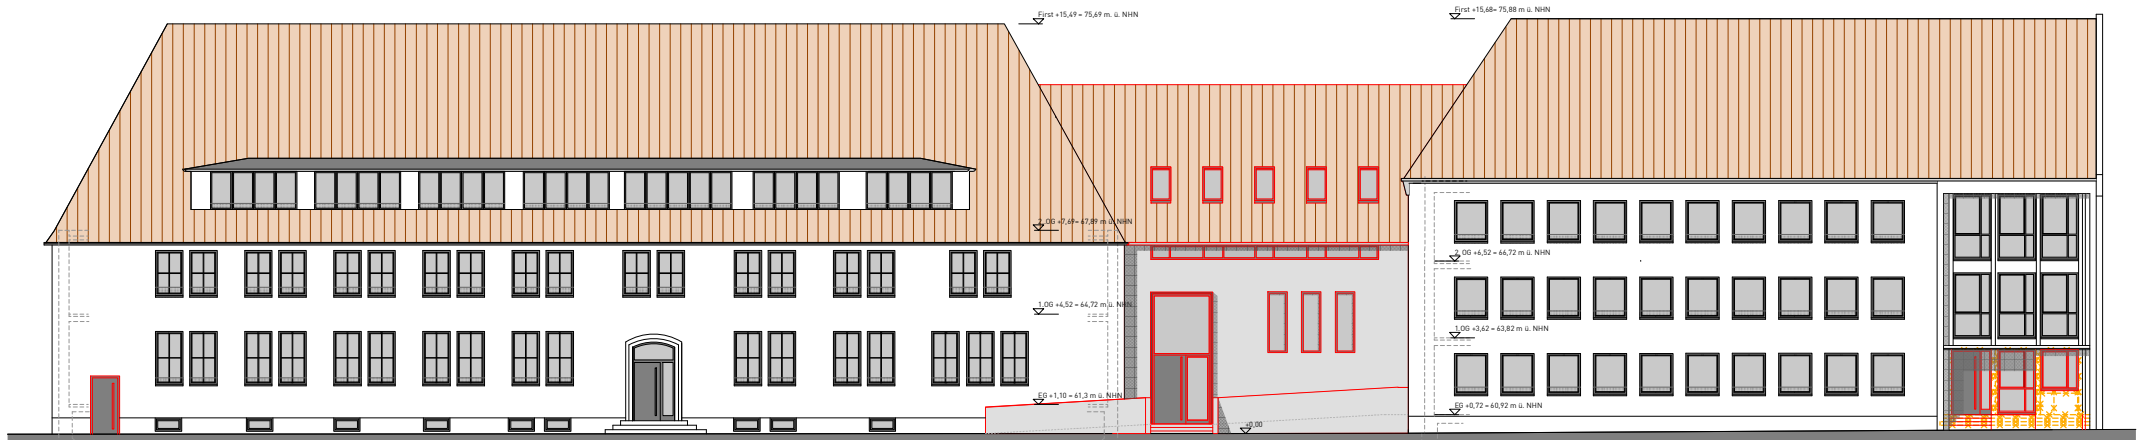 First +15,49 = 75,69 m. ü. NHN
First +15,68= 75,88 m ü. NHN
2. OG +7,69= 67,89 m ü. NHN
2. OG +6,52 = 66,72 m ü. NHN
1.OG +4,52 = 64,72 m ü. NHN
1.OG +3,62 = 63,82 m ü. NHN
EG +1,10 = 61,3 m ü. NHN
EG +0,72 = 60,92 m ü. NHN
±0,00